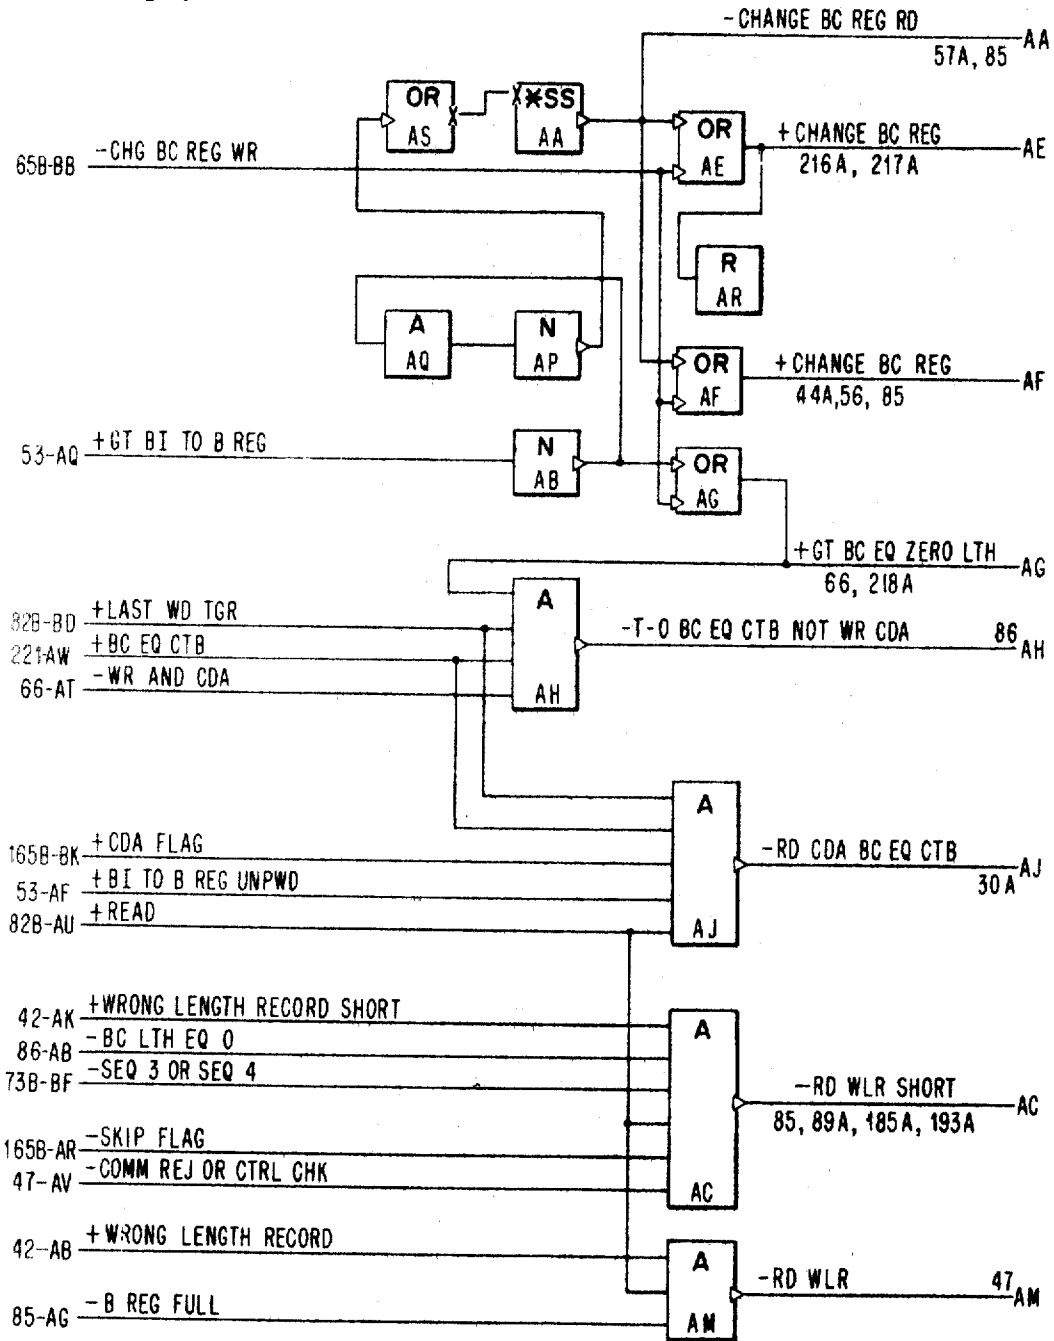 -CHANGE BC REG RD
AA
57A, 85
OR
AS
*SS
AA
OR
AE
+CHANGE BC REG
AE
216A, 217A
65B-BB
-CHG BC REG WR
R
AR
A
AQ
N
AP
OR
AF
+CHANGE BC REG
AF
44A,56, 85
53-AQ
+GT BI TO B REG
N
AB
OR
AG
+GT BC EQ ZERO LTH
AG
66, 218A
A
AH
82B-BD
+LAST WD TGR
221-AW
+BC EQ CTB
66-AT
-WR AND CDA
-T-O BC EQ CTB NOT WR CDA
86
AH
A
AJ
165B-BK
+CDA FLAG
53-AF
+BI TO B REG UNPWD
82B-AU
+READ
-RD CDA BC EQ CTB
AJ
30A
42-AK
+WRONG LENGTH RECORD SHORT
86-AB
-BC LTH EQ 0
73B-BF
-SEQ 3 OR SEQ 4
165B-AR
-SKIP FLAG
47-AV
-COMM REJ OR CTRL CHK
A
AC
-RD WLR SHORT
AC
85, 89A, 185A, 193A
42-AB
+WRONG LENGTH RECORD
85-AG
-B REG FULL
A
AM
-RD WLR
47
AM